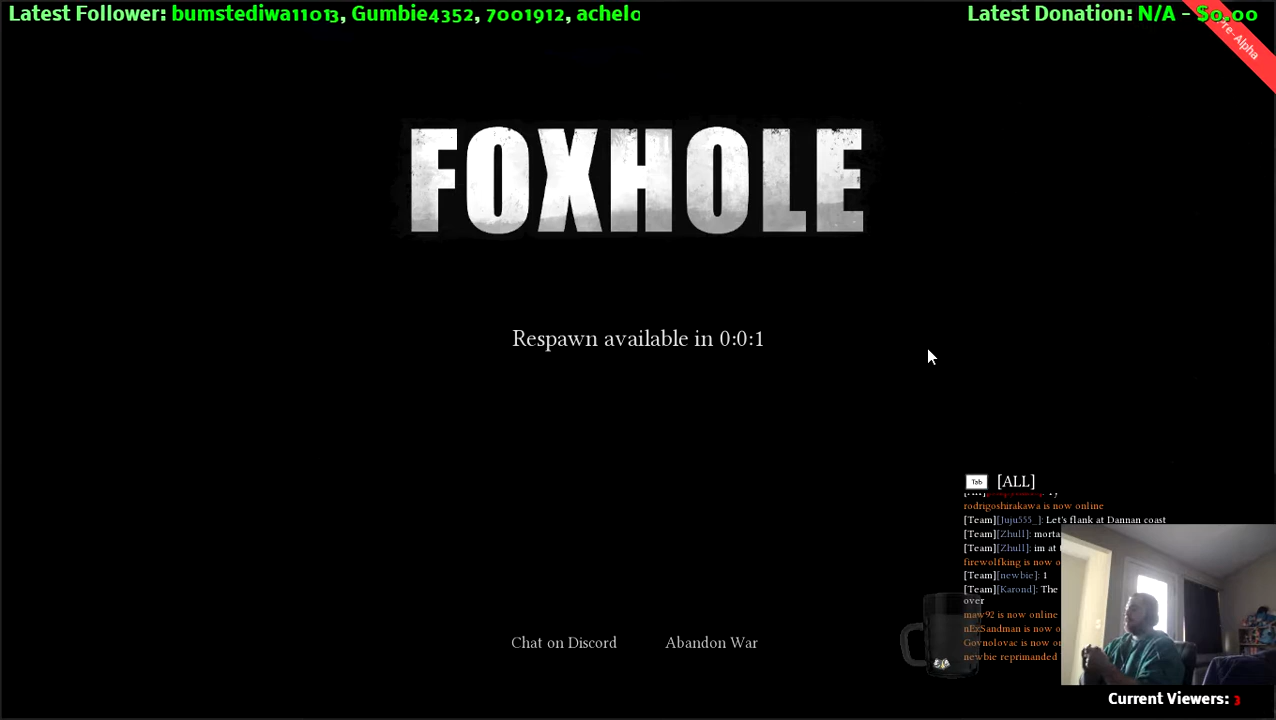 Latest Follower: bumstediwa11013, Gumbie4352, 7001912, achelo
Latest Donation: N/A - $0.00
Pre-Alpha
FOXHOLE
Respawn available in 0:0:1
Tab [ALL]
rodrigoshirakawa is now online
[Team][Juju555_]: Let's flank at Dannan coast
[Team][Zhull]: morta
[Team][Zhull]: im at
firewolfking is now o
[Team][newbie]: 1
[Team][Karond]: The
over
maw92 is now online
nExSandman is now o
Govnolovac is now on
newbie reprimanded
Chat on Discord
Abandon War
Current Viewers: 3